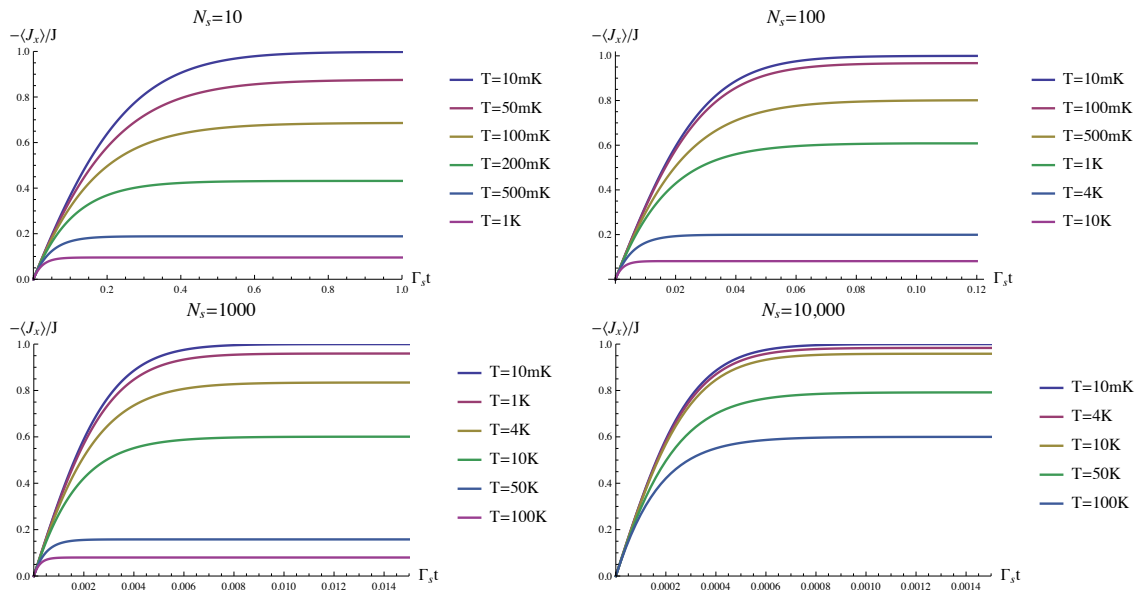 N_s=10
-⟨J_x⟩/J
1.0
0.8
0.6
0.4
0.2
0.0
0.2 0.4 0.6 0.8 1.0
Γ_s t
T=10mK
T=50mK
T=100mK
T=200mK
T=500mK
T=1K
N_s=100
-⟨J_x⟩/J
1.0
0.8
0.6
0.4
0.2
0.02 0.04 0.06 0.08 0.10 0.12
Γ_s t
T=10mK
T=100mK
T=500mK
T=1K
T=4K
T=10K
N_s=1000
-⟨J_x⟩/J
1.0
0.8
0.6
0.4
0.2
0.0
0.002 0.004 0.006 0.008 0.010 0.012 0.014
Γ_s t
T=10mK
T=1K
T=4K
T=10K
T=50K
T=100K
N_s=10,000
-⟨J_x⟩/J
1.0
0.8
0.6
0.4
0.2
0.0
0.0002 0.0004 0.0006 0.0008 0.0010 0.0012 0.0014
Γ_s t
T=10mK
T=4K
T=10K
T=50K
T=100K